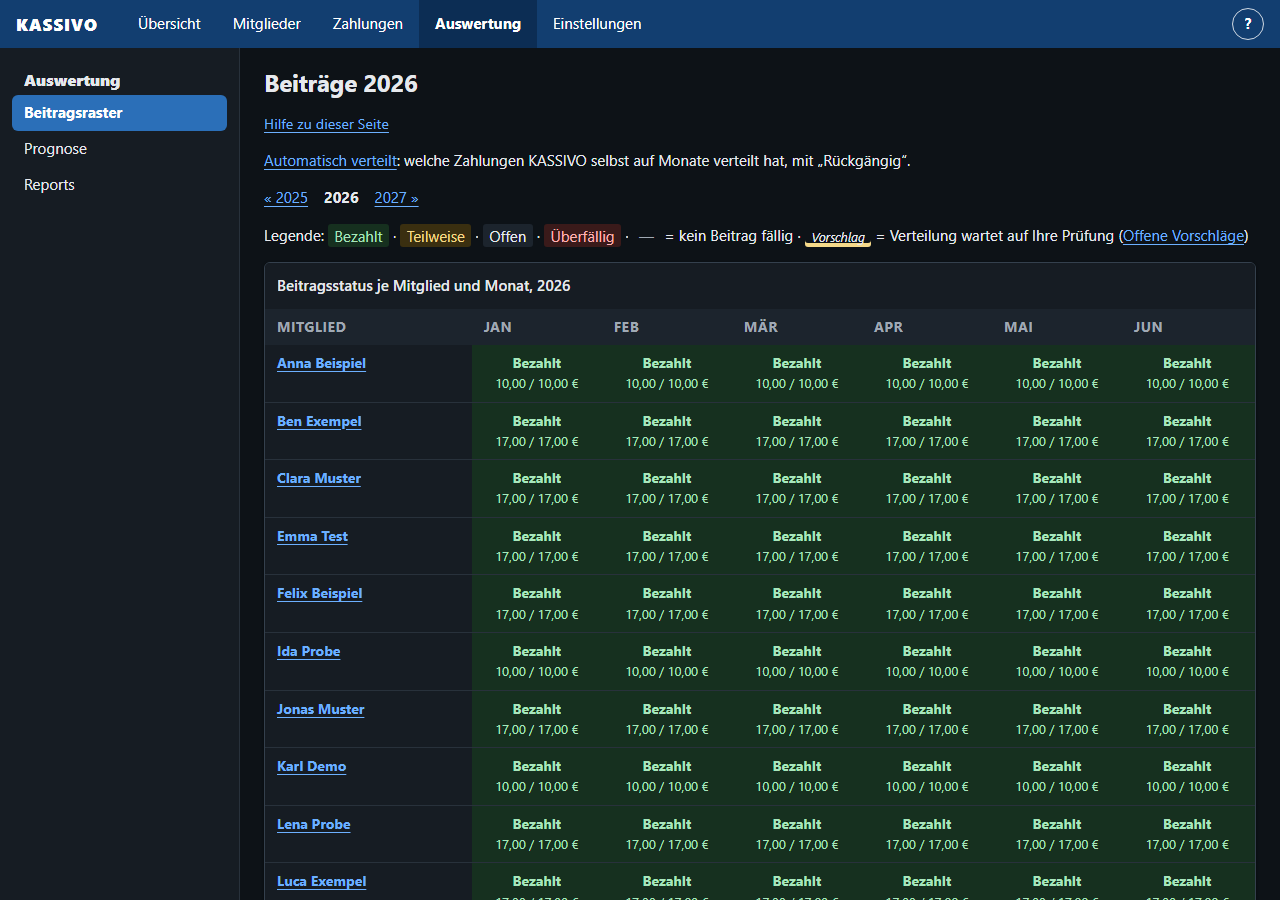 KASSIVO Übersicht Mitglieder Zahlungen Auswertung Einstellungen ?
Auswertung
Beitragsraster
Prognose
Reports
Beiträge 2026
Hilfe zu dieser Seite
Automatisch verteilt: welche Zahlungen KASSIVO selbst auf Monate verteilt hat, mit „Rückgängig“.
« 2025 2026 2027 »
Legende: Bezahlt · Teilweise · Offen · Überfällig · — = kein Beitrag fällig · Vorschlag = Verteilung wartet auf Ihre Prüfung (Offene Vorschläge)
Beitragsstatus je Mitglied und Monat, 2026
MITGLIED JAN FEB MÄR APR MAI JUN
Anna Beispiel Bezahlt Bezahlt Bezahlt Bezahlt Bezahlt Bezahlt
10,00 / 10,00 € 10,00 / 10,00 € 10,00 / 10,00 € 10,00 / 10,00 € 10,00 / 10,00 € 10,00 / 10,00 €
Ben Exempel Bezahlt Bezahlt Bezahlt Bezahlt Bezahlt Bezahlt
17,00 / 17,00 € 17,00 / 17,00 € 17,00 / 17,00 € 17,00 / 17,00 € 17,00 / 17,00 € 17,00 / 17,00 €
Clara Muster Bezahlt Bezahlt Bezahlt Bezahlt Bezahlt Bezahlt
17,00 / 17,00 € 17,00 / 17,00 € 17,00 / 17,00 € 17,00 / 17,00 € 17,00 / 17,00 € 17,00 / 17,00 €
Emma Test Bezahlt Bezahlt Bezahlt Bezahlt Bezahlt Bezahlt
17,00 / 17,00 € 17,00 / 17,00 € 17,00 / 17,00 € 17,00 / 17,00 € 17,00 / 17,00 € 17,00 / 17,00 €
Felix Beispiel Bezahlt Bezahlt Bezahlt Bezahlt Bezahlt Bezahlt
17,00 / 17,00 € 17,00 / 17,00 € 17,00 / 17,00 € 17,00 / 17,00 € 17,00 / 17,00 € 17,00 / 17,00 €
Ida Probe Bezahlt Bezahlt Bezahlt Bezahlt Bezahlt Bezahlt
10,00 / 10,00 € 10,00 / 10,00 € 10,00 / 10,00 € 10,00 / 10,00 € 10,00 / 10,00 € 10,00 / 10,00 €
Jonas Muster Bezahlt Bezahlt Bezahlt Bezahlt Bezahlt Bezahlt
17,00 / 17,00 € 17,00 / 17,00 € 17,00 / 17,00 € 17,00 / 17,00 € 17,00 / 17,00 € 17,00 / 17,00 €
Karl Demo Bezahlt Bezahlt Bezahlt Bezahlt Bezahlt Bezahlt
10,00 / 10,00 € 10,00 / 10,00 € 10,00 / 10,00 € 10,00 / 10,00 € 10,00 / 10,00 € 10,00 / 10,00 €
Lena Probe Bezahlt Bezahlt Bezahlt Bezahlt Bezahlt Bezahlt
17,00 / 17,00 € 17,00 / 17,00 € 17,00 / 17,00 € 17,00 / 17,00 € 17,00 / 17,00 € 17,00 / 17,00 €
Luca Exempel Bezahlt Bezahlt Bezahlt Bezahlt Bezahlt Bezahlt